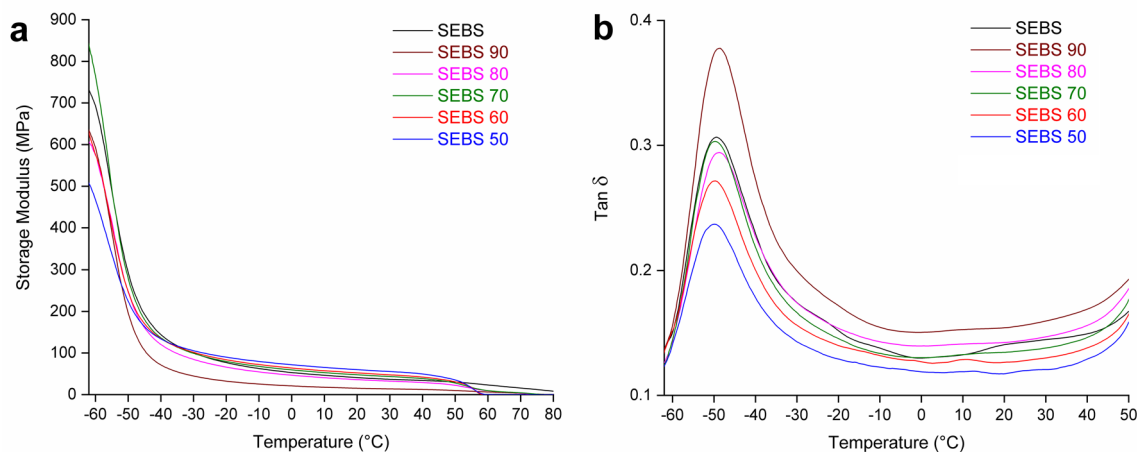 a
900
800
700
600
500
400
300
200
100
0
Storage Modulus (MPa)
-60 -50 -40 -30 -20 -10 0 10 20 30 40 50 60 70 80
Temperature (°C)
SEBS
SEBS 90
SEBS 80
SEBS 70
SEBS 60
SEBS 50
b
0.4
0.3
0.2
0.1
Tan δ
-60 -50 -40 -30 -20 -10 0 10 20 30 40 50
Temperature (°C)
SEBS
SEBS 90
SEBS 80
SEBS 70
SEBS 60
SEBS 50